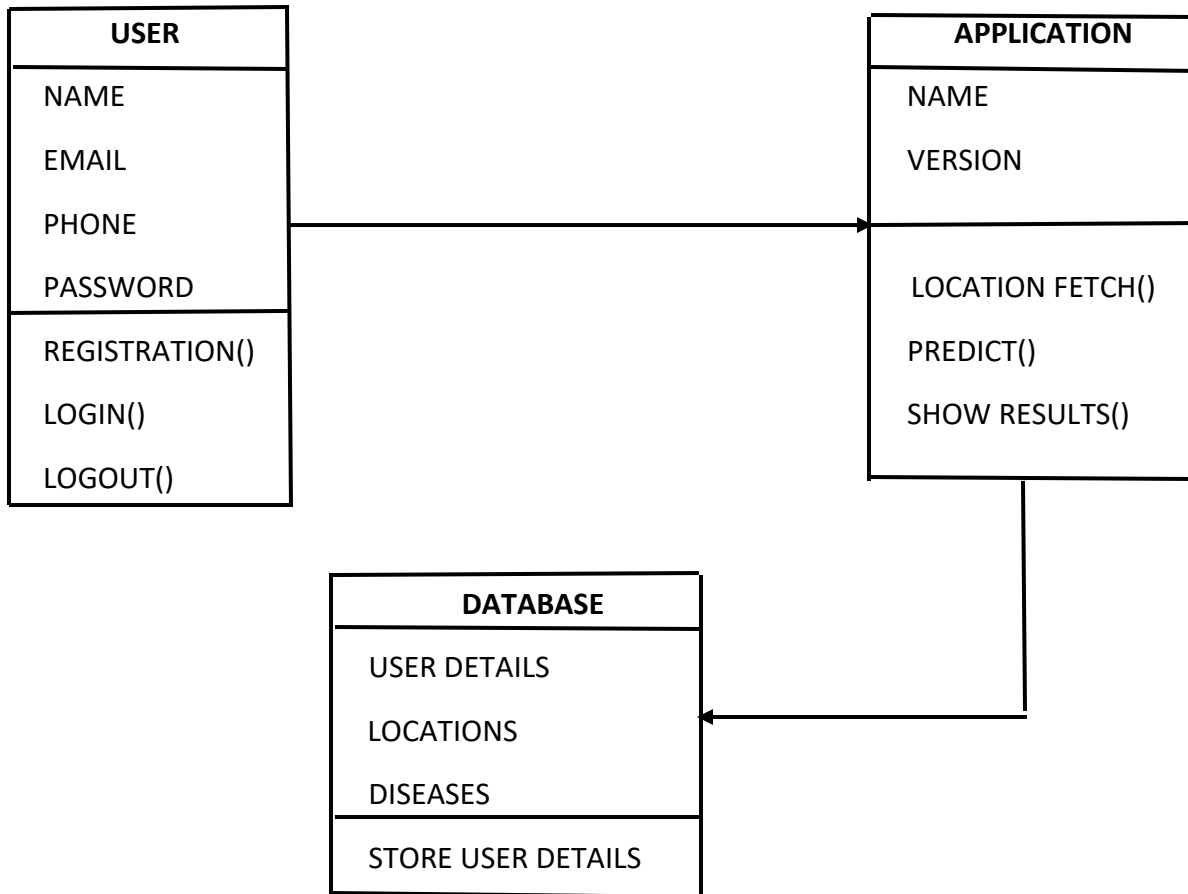 USER
NAME
EMAIL
PHONE
PASSWORD
REGISTRATION()
LOGIN()
LOGOUT()
APPLICATION
NAME
VERSION
LOCATION FETCH()
PREDICT()
SHOW RESULTS()
DATABASE
USER DETAILS
LOCATIONS
DISEASES
STORE USER DETAILS